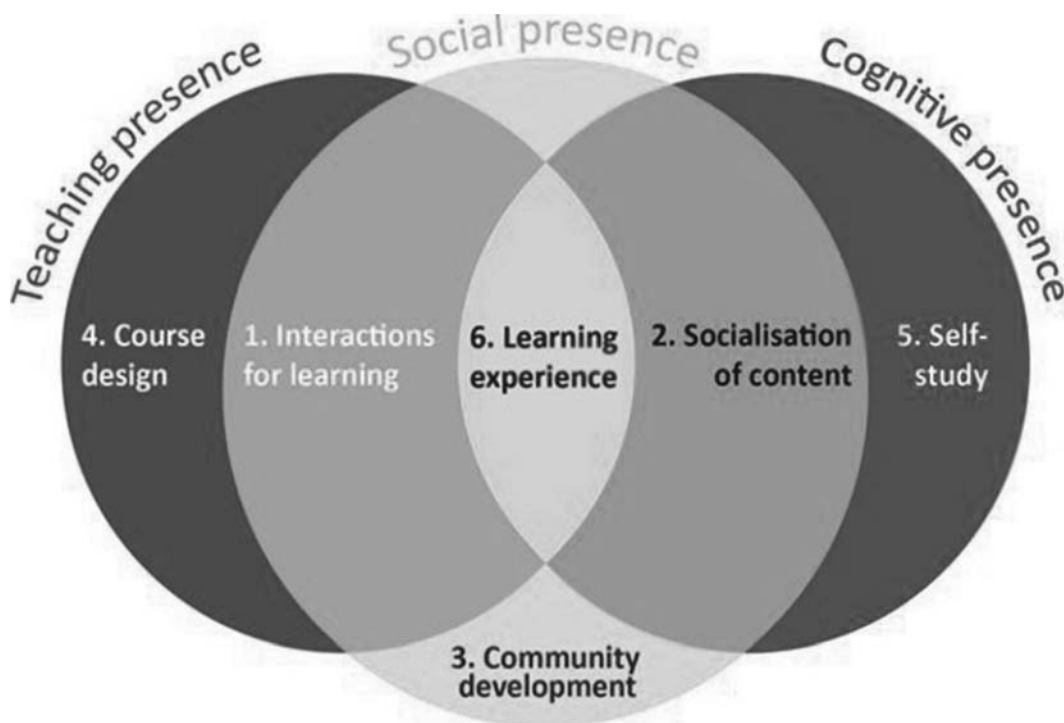 Teaching presence
Social presence
Cognitive presence
4. Course
design
1. Interactions
for learning
6. Learning
experience
2. Socialisation
of content
5. Self-
study
3. Community
development